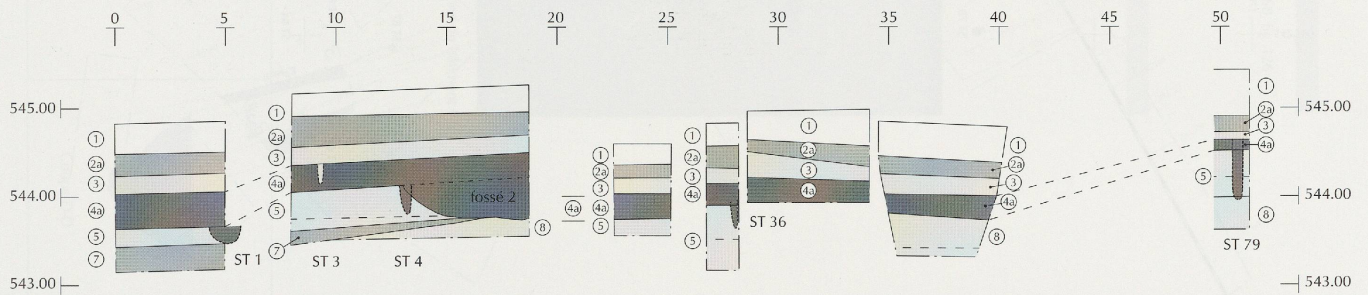 0 5 10 15 20 25 30 35 40 45 50
545.00 545.00
544.00 544.00
543.00 543.00
1 2a 3 4a 5 7
ST 1
1 2a 3 4a 5 7
fossé 2
8
ST 3 ST 4
4a
1 2a 3 4a 5
1 2a 3 4a 5
ST 36
1 2a 3 4a
1 2a 3 4a 8
1 2a 3 4a 5 8
ST 79